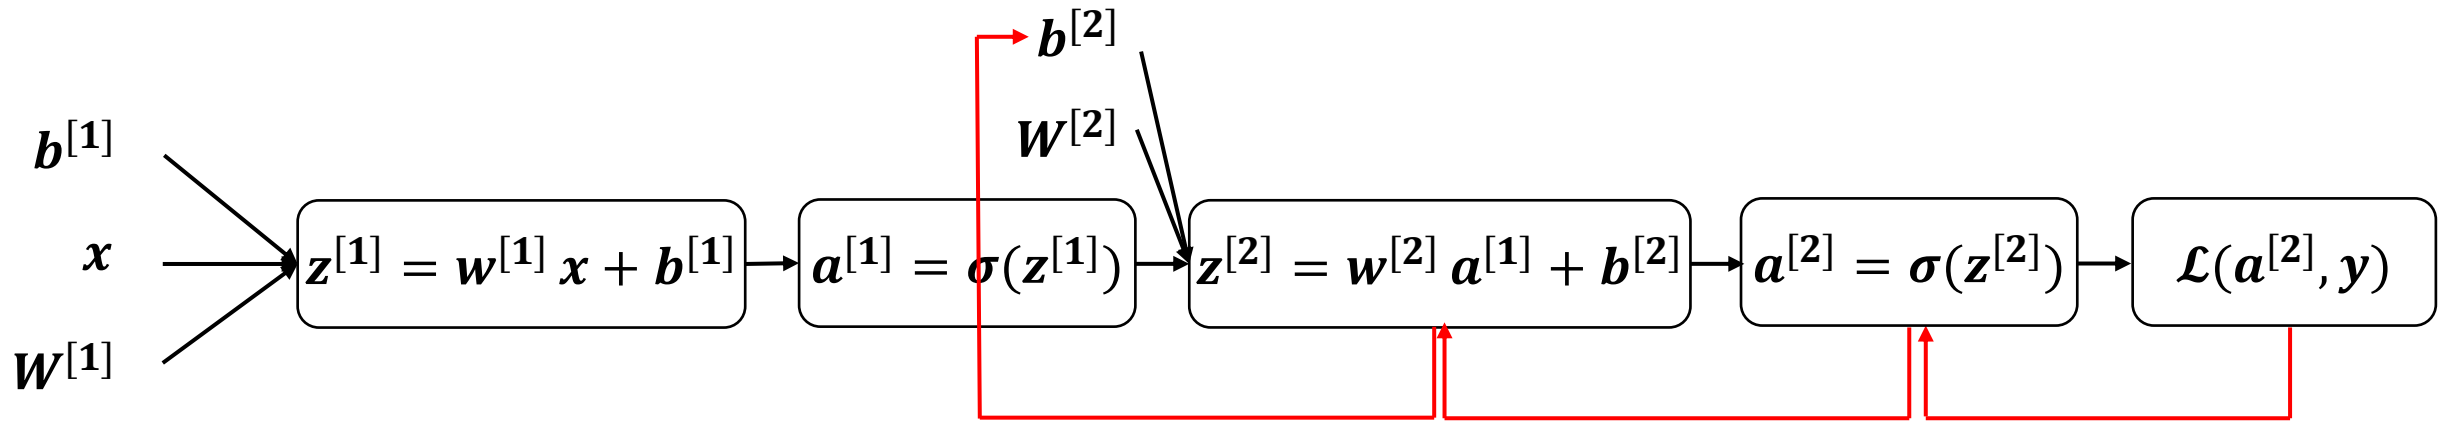 b^[2]
W^[2]
b^[1]
x
W^[1]
z^[1] = w^[1] x + b^[1]
a^[1] = σ(z^[1])
z^[2] = w^[2] a^[1] + b^[2]
a^[2] = σ(z^[2])
ℒ(a^[2], y)